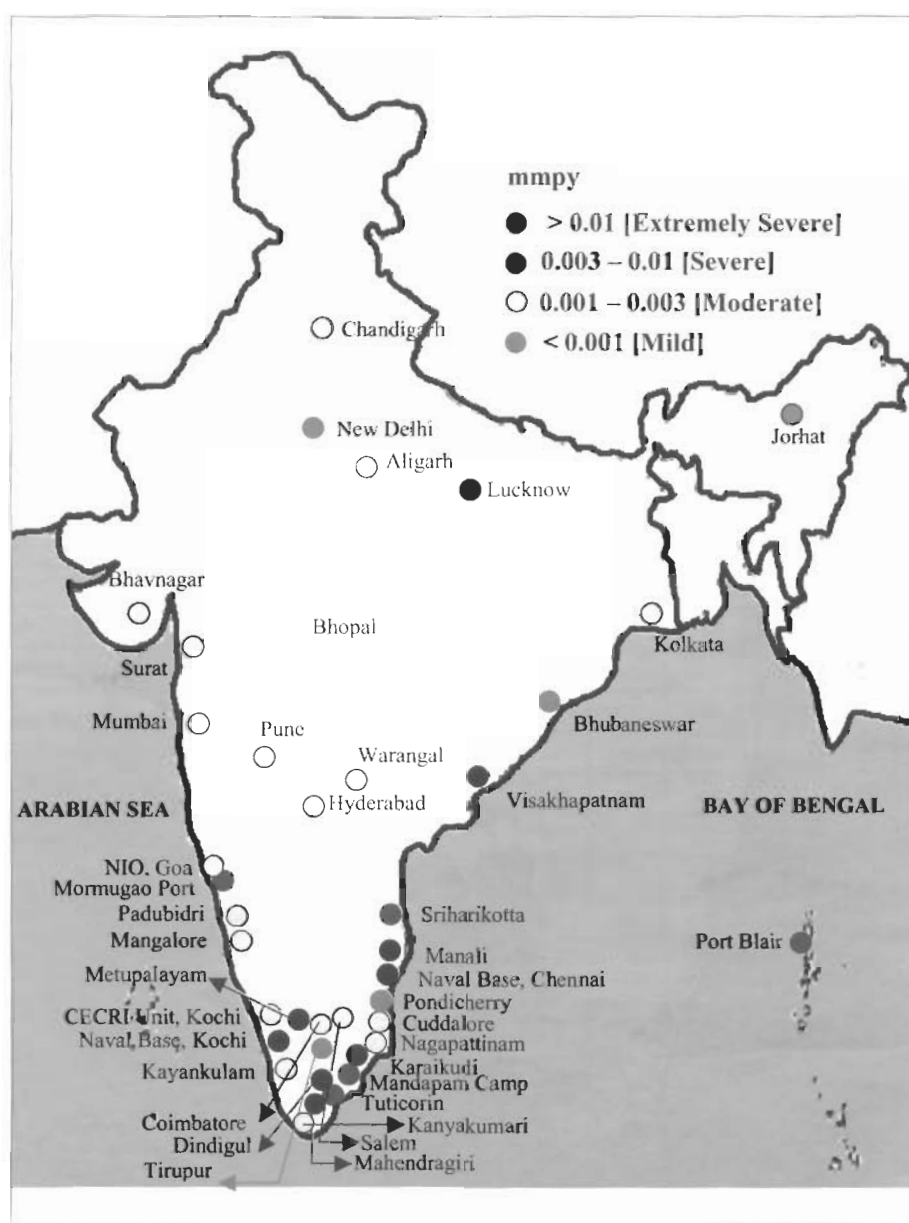 mmpy
> 0.01 [Extremely Severe]
0.003 – 0.01 [Severe]
0.001 – 0.003 [Moderate]
< 0.001 [Mild]
Chandigarh
New Delhi
Jorhat
Aligarh
Lucknow
Bhavnagar
Bhopal
Kolkata
Surat
Mumbai
Bhubaneswar
Pune
Warangal
Hyderabad
Visakhapatnam
ARABIAN SEA
BAY OF BENGAL
NIO. Goa
Mormugao Port
Padubidri
Sriharikotta
Mangalore
Port Blair
Manali
Metupalayam
Naval Base, Chennai
Pondicherry
CECRI Unit, Kochi
Cuddalore
Naval Base, Kochi
Nagapattinam
Kayankulam
Karaikudi
Mandapam Camp
Tuticorin
Coimbatore
Kanyakumari
Dindigul
Salem
Tirupur
Mahendragiri